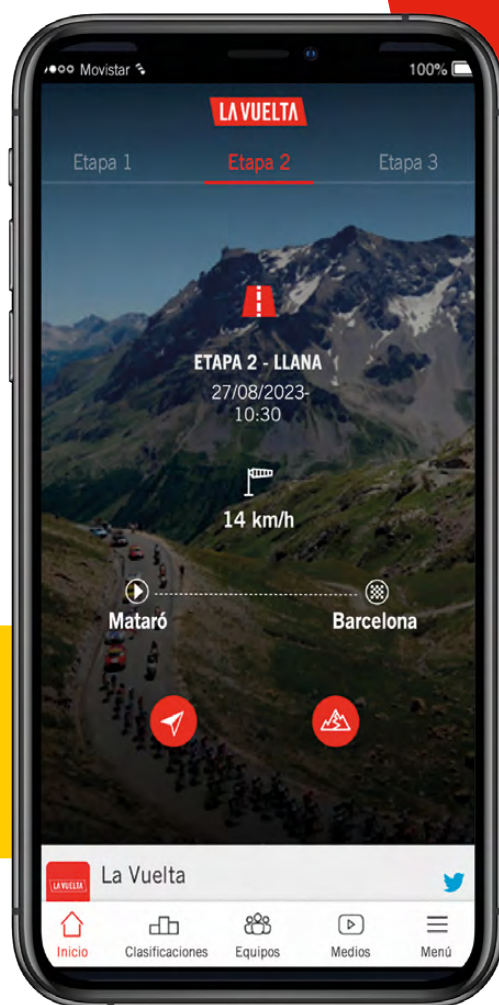 Movistar
100%
LA VUELTA
Etapa 1
Etapa 2
Etapa 3
ETAPA 2 - LLANA
27/08/2023-
10:30
14 km/h
Mataró
Barcelona
LA VUELTA
La Vuelta
Inicio
Clasificaciones
Equipos
Medios
Menú